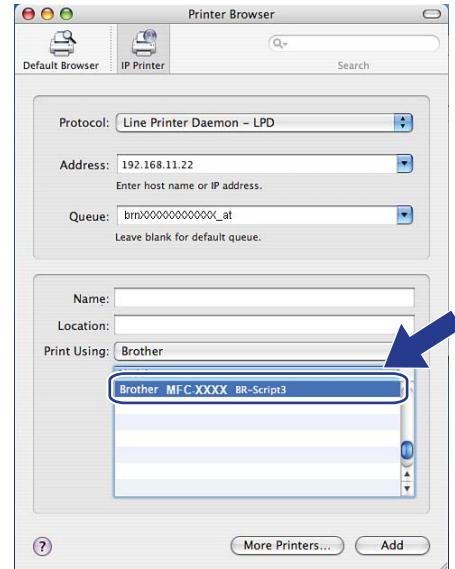 Printer Browser
Default Browser
IP Printer
Search
Protocol: Line Printer Daemon – LPD
Address: 192.168.11.22
Enter host name or IP address.
Queue: brnXXXXXXXXXXXX_at
Leave blank for default queue.
Name:
Location:
Print Using: Brother
Brother MFC-XXXX BR-Script3
?
More Printers...
Add